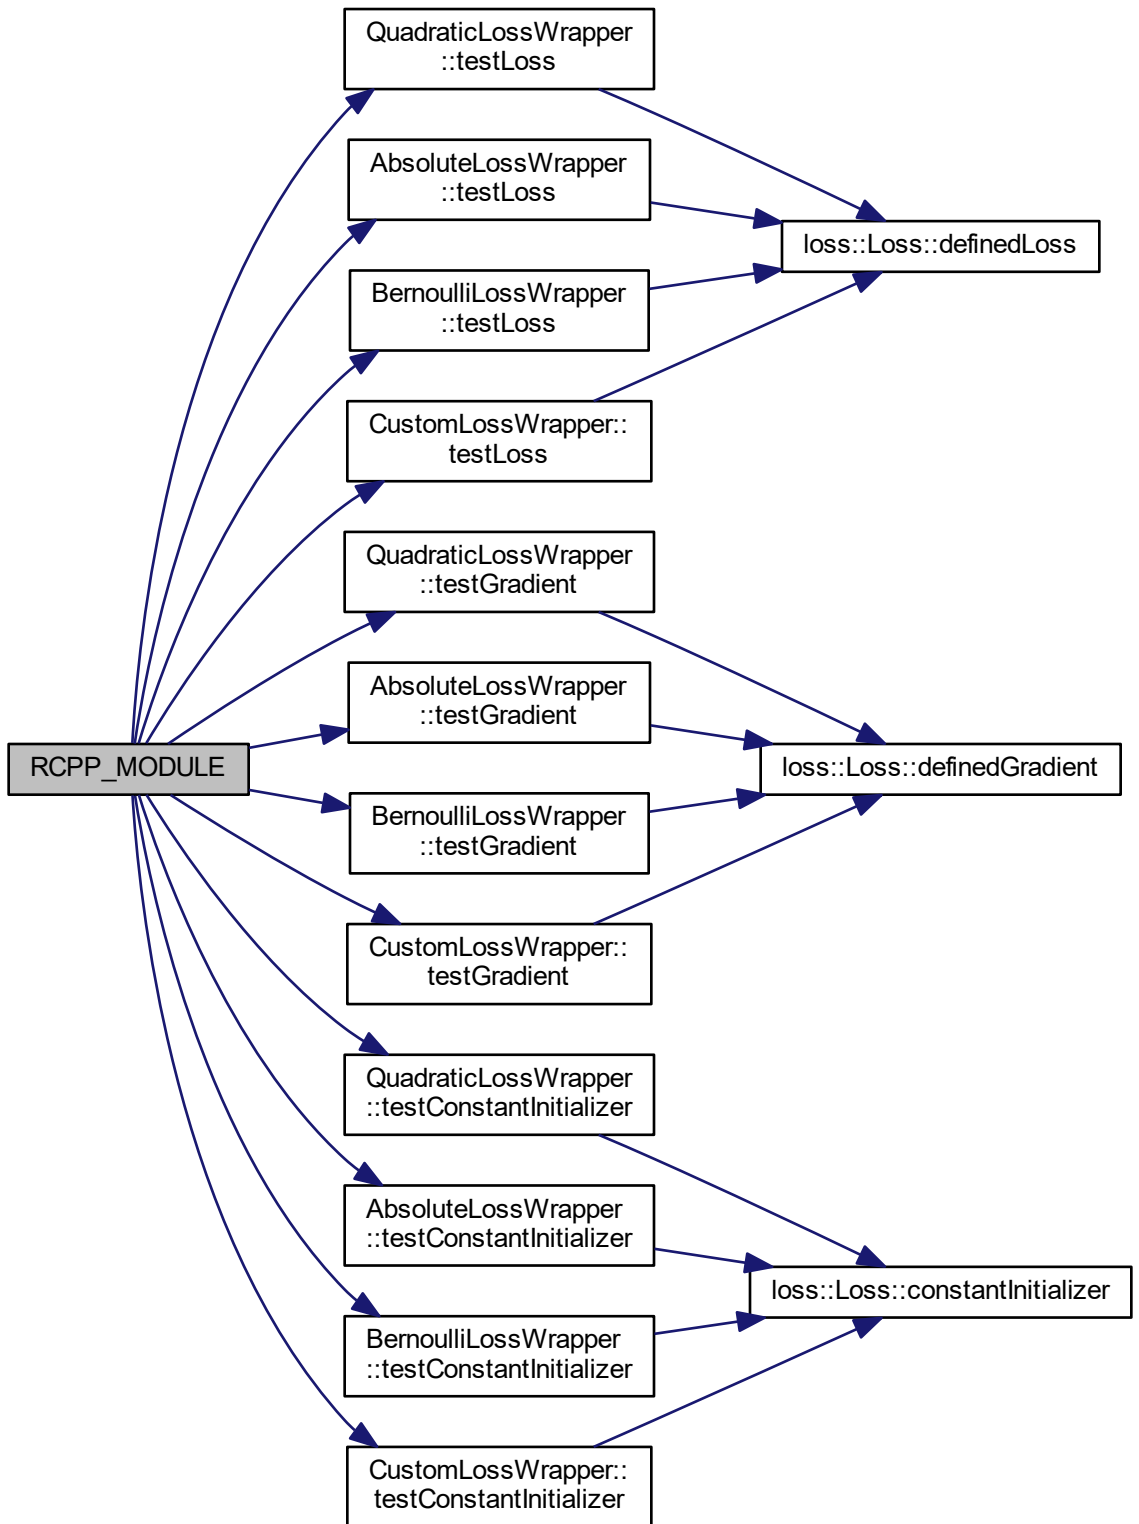 QuadraticLossWrapper
::testLoss
AbsoluteLossWrapper
::testLoss
loss::Loss::definedLoss
BernoulliLossWrapper
::testLoss
CustomLossWrapper::
testLoss
QuadraticLossWrapper
::testGradient
AbsoluteLossWrapper
::testGradient
RCPP_MODULE
loss::Loss::definedGradient
BernoulliLossWrapper
::testGradient
CustomLossWrapper::
testGradient
QuadraticLossWrapper
::testConstantInitializer
AbsoluteLossWrapper
::testConstantInitializer
loss::Loss::constantInitializer
BernoulliLossWrapper
::testConstantInitializer
CustomLossWrapper::
testConstantInitializer